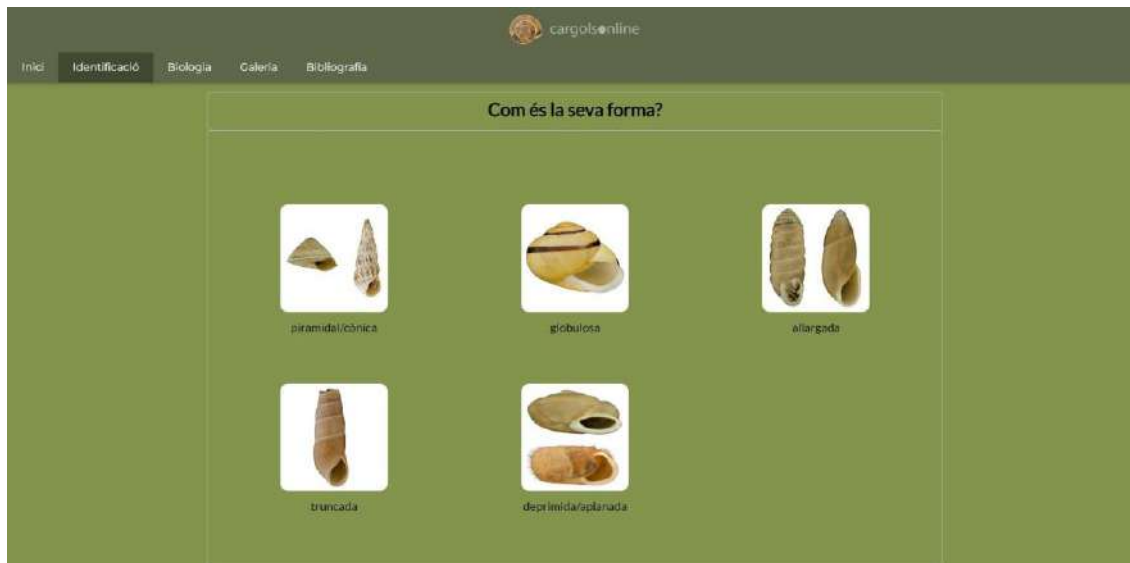 cargolsonline
Inici Identificació Biologia Galeria Bibliografia
Com és la seva forma?
piramidal/cònica globulosa allargada
truncada deprimida/aplanada